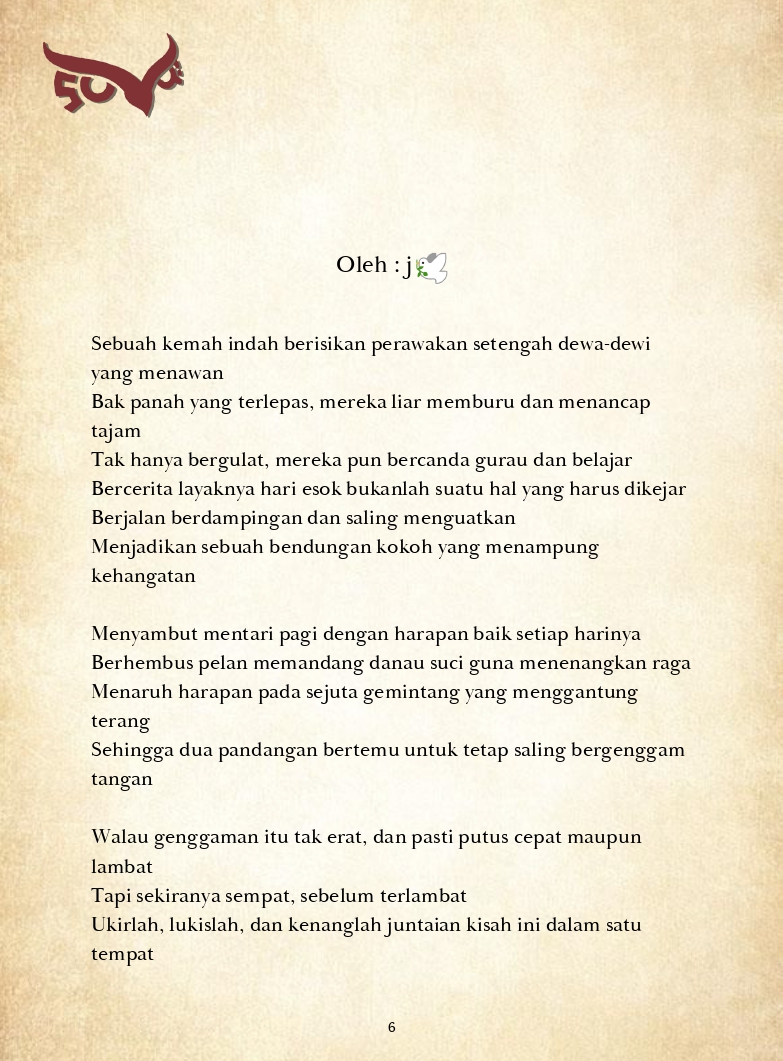 Oleh : j🕊️
Sebuah kemah indah berisikan perawakan setengah dewa-dewi
yang menawan
Bak panah yang terlepas, mereka liar memburu dan menancap
tajam
Tak hanya bergulat, mereka pun bercanda gurau dan belajar
Bercerita layaknya hari esok bukanlah suatu hal yang harus dikejar
Berjalan berdampingan dan saling menguatkan
Menjadikan sebuah bendungan kokoh yang menampung
kehangatan
Menyambut mentari pagi dengan harapan baik setiap harinya
Berhembus pelan memandang danau suci guna menenangkan raga
Menaruh harapan pada sejuta gemintang yang menggantung
terang
Sehingga dua pandangan bertemu untuk tetap saling bergenggam
tangan
Walau genggaman itu tak erat, dan pasti putus cepat maupun
lambat
Tapi sekiranya sempat, sebelum terlambat
Ukirlah, lukislah, dan kenanglah juntaian kisah ini dalam satu
tempat
6